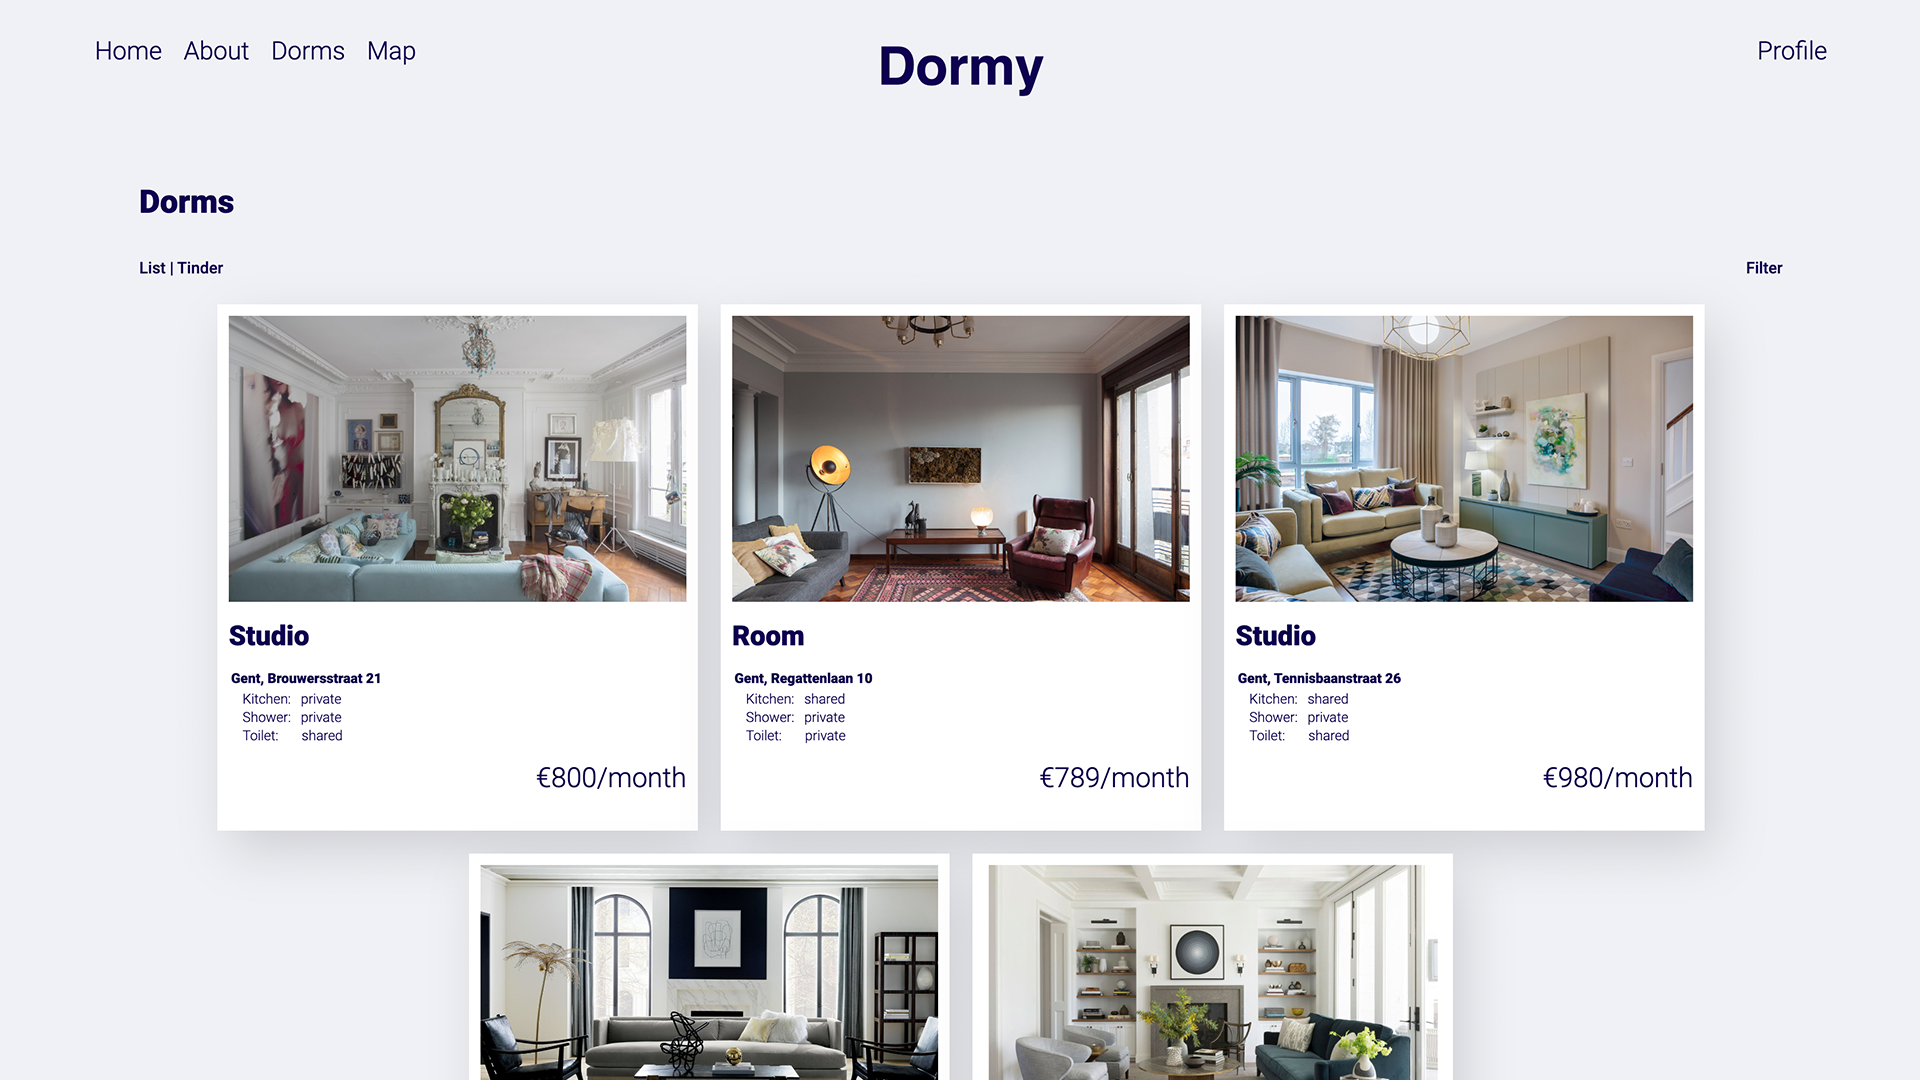 Home About Dorms Map
Dormy
Profile
Dorms
List | Tinder
Filter
Studio
Gent, Brouwersstraat 21
Kitchen: private
Shower: private
Toilet: shared
€800/month
Room
Gent, Regattenlaan 10
Kitchen: shared
Shower: private
Toilet: private
€789/month
Studio
Gent, Tennisbaanstraat 26
Kitchen: shared
Shower: private
Toilet: shared
€980/month